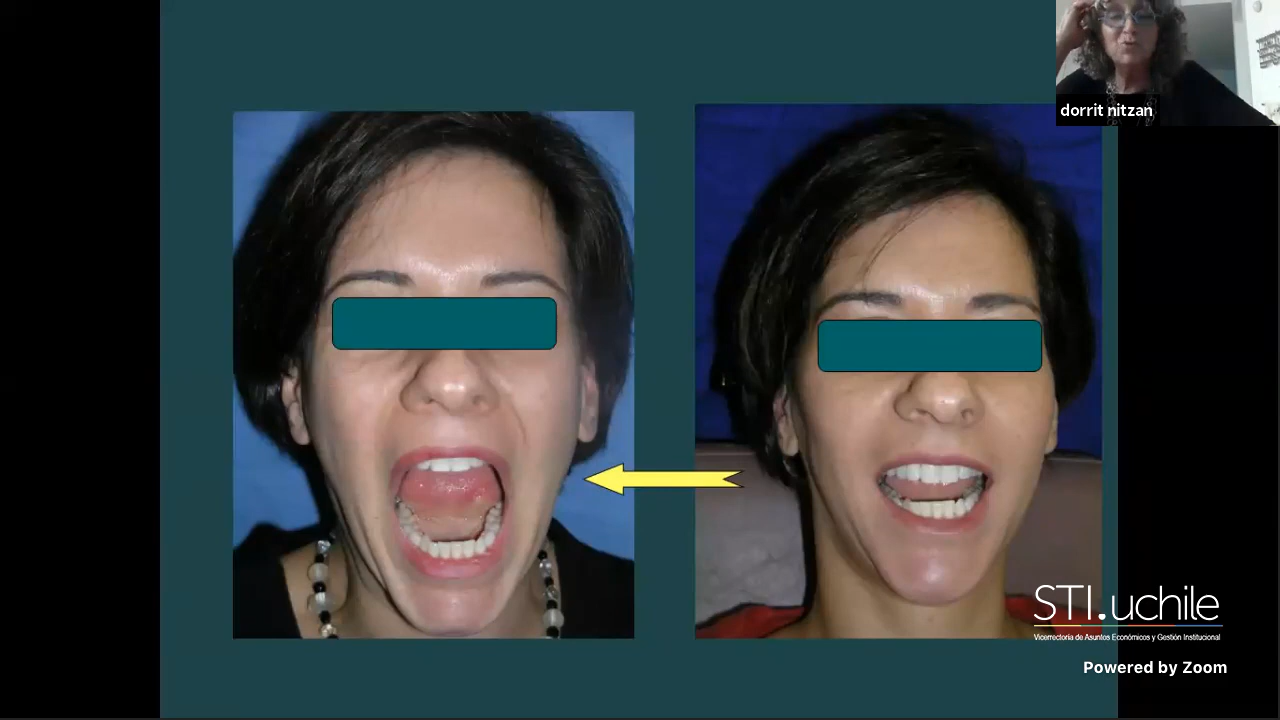 dorrit nitzan
STI.uchile
Vicerrectoría de Asuntos Económicos y Gestión Institucional
Powered by Zoom